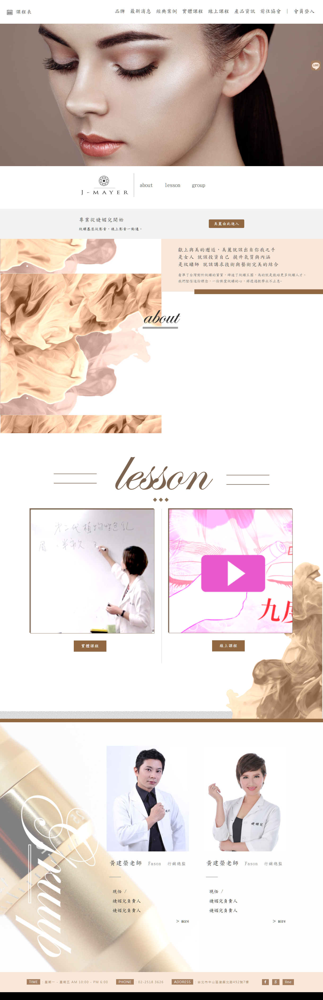 課程表
品牌 最新消息 經典案例 實體課程 線上課程 產品資訊 前往協會 | 會員登入
LINE
J-MAYER
about lesson group
專業從婕媚兒開始
紋繡基底從影音，線上影音一點通。
美麗由此進入
獻上與美的邂逅，美麗就該出自你我之手
是女人 就該投資自己 提升氣質與內涵
是紋繡師 就該講求技術與藝術完美的結合
看準了台灣對於紋繡的資質，締造了紋繡王國，為的就是栽培更多紋繡人才。
我們堅信這份理念，一份熱愛紋繡的心，將透過教學永不止息~
about
lesson
第二代植物性色乳
眉，半永久
九
實體課程
線上課程
Group
婕媚兒
黃建榮老師 Fason 行銷總監
現任 /
婕媚兒負責人
婕媚兒負責人
> more
黃建榮老師 Fason 行銷總監
現任 /
婕媚兒負責人
婕媚兒負責人
> more
TIME : 星期一 - 星期五 AM 10:00 - PM 6:00 PHONE : 02-2518 3626 ADDRESS : 台北市中山區復興北路492號7樓 f 8 line